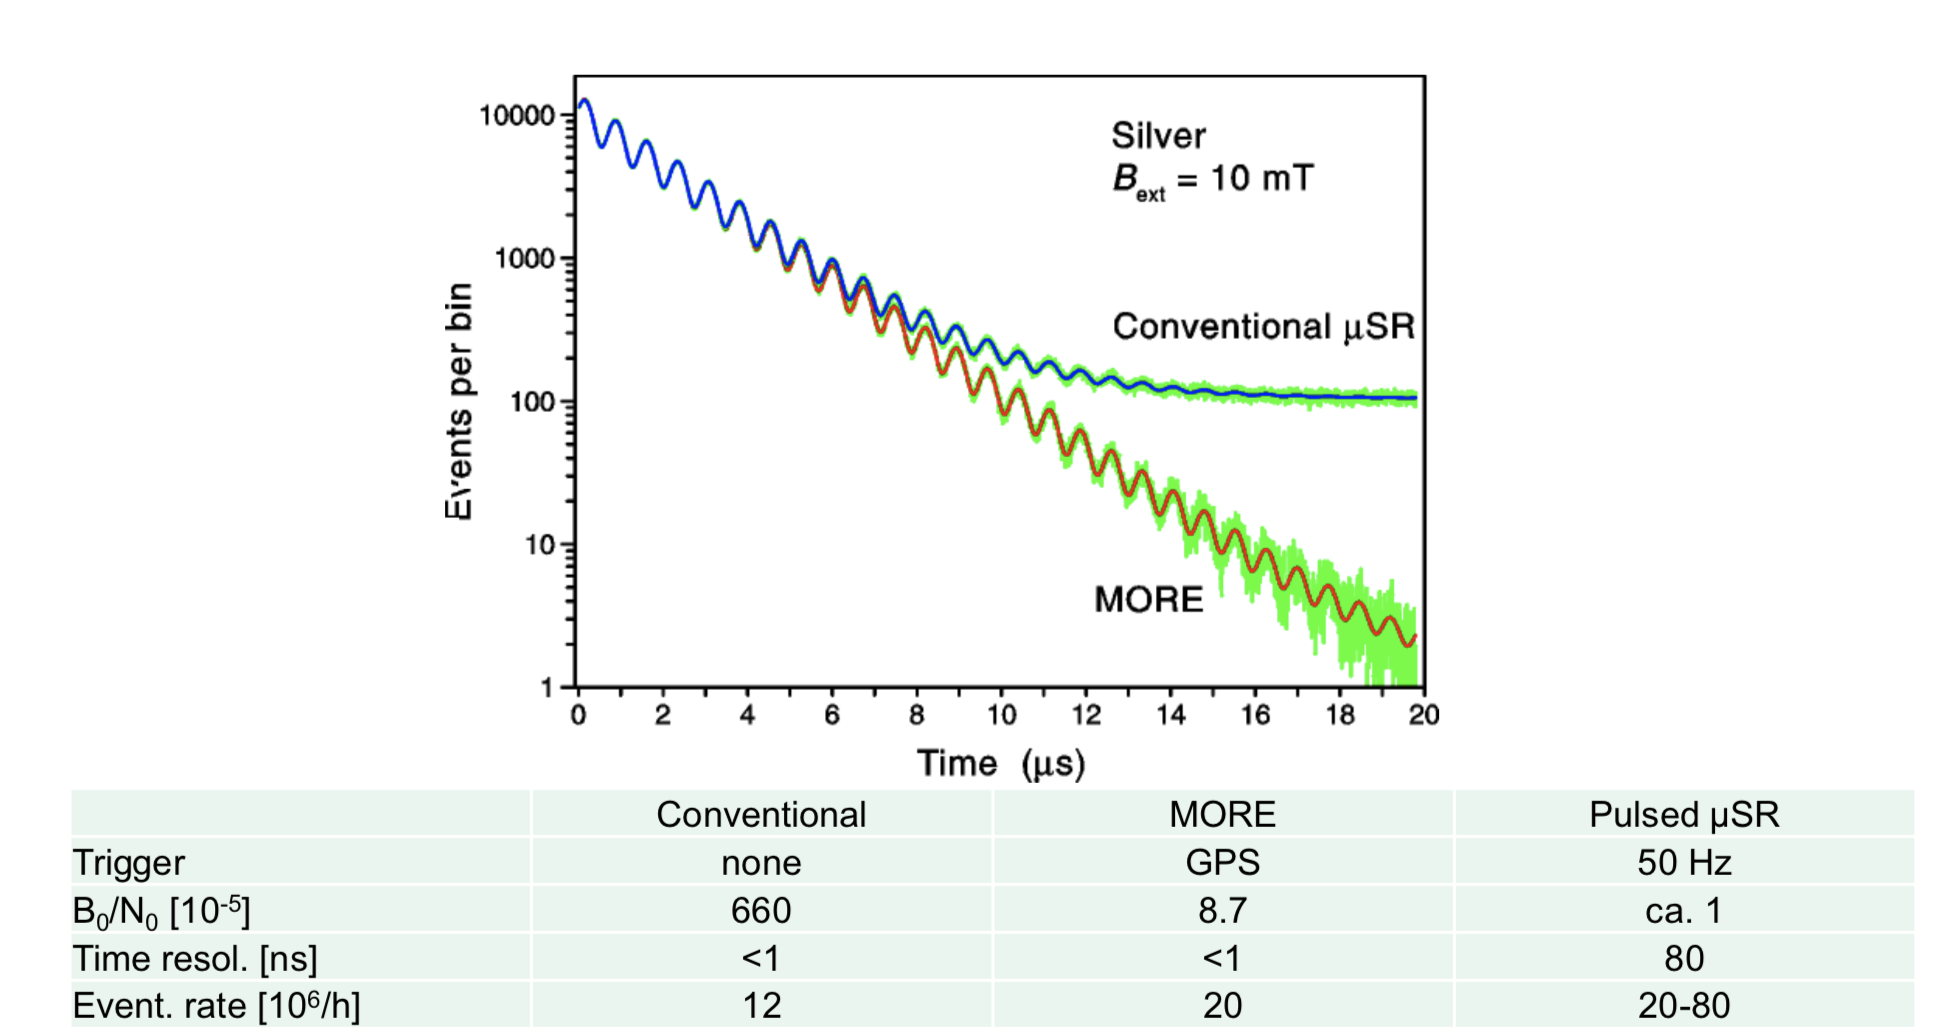 10000
1000
100
10
1
Events per bin
Silver
B_ext = 10 mT
Conventional µSR
MORE
0 2 4 6 8 10 12 14 16 18 20
Time (µs)
Conventional MORE Pulsed µSR
Trigger none GPS 50 Hz
B₀/N₀ [10⁻⁵] 660 8.7 ca. 1
Time resol. [ns] <1 <1 80
Event. rate [10⁶/h] 12 20 20-80